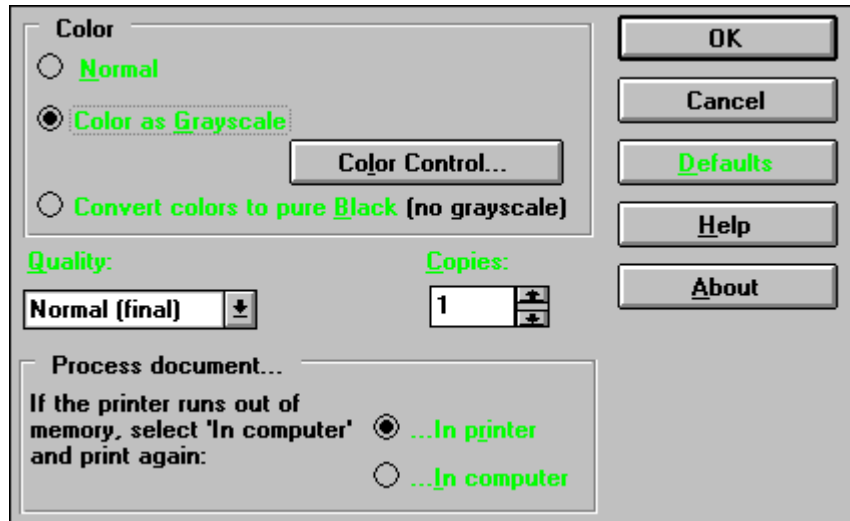 Color
Normal
Color as Grayscale
Color Control...
Convert colors to pure Black (no grayscale)
OK
Cancel
Defaults
Help
About
Quality:
Normal (final)
Copies:
1
Process document...
If the printer runs out of
memory, select 'In computer'
and print again:
...In printer
...In computer